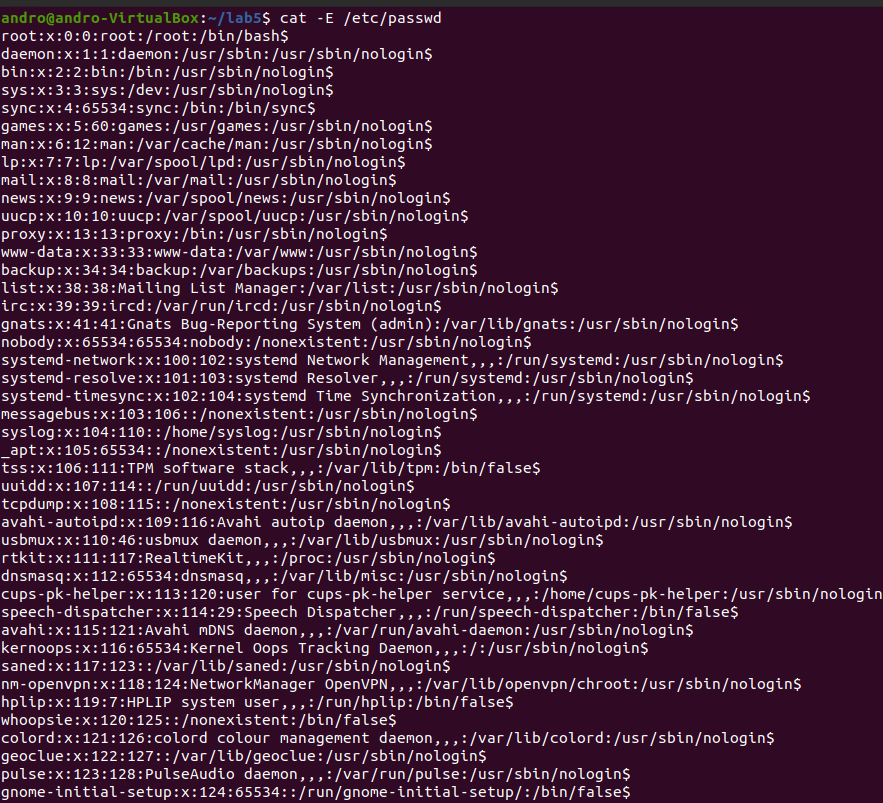 andro@andro-VirtualBox:~/lab5$ cat -E /etc/passwd
root:x:0:0:root:/root:/bin/bash$
daemon:x:1:1:daemon:/usr/sbin:/usr/sbin/nologin$
bin:x:2:2:bin:/bin:/usr/sbin/nologin$
sys:x:3:3:sys:/dev:/usr/sbin/nologin$
sync:x:4:65534:sync:/bin:/bin/sync$
games:x:5:60:games:/usr/games:/usr/sbin/nologin$
man:x:6:12:man:/var/cache/man:/usr/sbin/nologin$
lp:x:7:7:lp:/var/spool/lpd:/usr/sbin/nologin$
mail:x:8:8:mail:/var/mail:/usr/sbin/nologin$
news:x:9:9:news:/var/spool/news:/usr/sbin/nologin$
uucp:x:10:10:uucp:/var/spool/uucp:/usr/sbin/nologin$
proxy:x:13:13:proxy:/bin:/usr/sbin/nologin$
www-data:x:33:33:www-data:/var/www:/usr/sbin/nologin$
backup:x:34:34:backup:/var/backups:/usr/sbin/nologin$
list:x:38:38:Mailing List Manager:/var/list:/usr/sbin/nologin$
irc:x:39:39:ircd:/var/run/ircd:/usr/sbin/nologin$
gnats:x:41:41:Gnats Bug-Reporting System (admin):/var/lib/gnats:/usr/sbin/nologin$
nobody:x:65534:65534:nobody:/nonexistent:/usr/sbin/nologin$
systemd-network:x:100:102:systemd Network Management,,,:/run/systemd:/usr/sbin/nologin$
systemd-resolve:x:101:103:systemd Resolver,,,:/run/systemd:/usr/sbin/nologin$
systemd-timesync:x:102:104:systemd Time Synchronization,,,:/run/systemd:/usr/sbin/nologin$
messagebus:x:103:106::/nonexistent:/usr/sbin/nologin$
syslog:x:104:110::/home/syslog:/usr/sbin/nologin$
_apt:x:105:65534::/nonexistent:/usr/sbin/nologin$
tss:x:106:111:TPM software stack,,,:/var/lib/tpm:/bin/false$
uuidd:x:107:114::/run/uuidd:/usr/sbin/nologin$
tcpdump:x:108:115::/nonexistent:/usr/sbin/nologin$
avahi-autoipd:x:109:116:Avahi autoip daemon,,,:/var/lib/avahi-autoipd:/usr/sbin/nologin$
usbmux:x:110:46:usbmux daemon,,,:/var/lib/usbmux:/usr/sbin/nologin$
rtkit:x:111:117:RealtimeKit,,,:/proc:/usr/sbin/nologin$
dnsmasq:x:112:65534:dnsmasq,,,:/var/lib/misc:/usr/sbin/nologin$
cups-pk-helper:x:113:120:user for cups-pk-helper service,,,:/home/cups-pk-helper:/usr/sbin/nologin
speech-dispatcher:x:114:29:Speech Dispatcher,,,:/run/speech-dispatcher:/bin/false$
avahi:x:115:121:Avahi mDNS daemon,,,:/var/run/avahi-daemon:/usr/sbin/nologin$
kernoops:x:116:65534:Kernel Oops Tracking Daemon,,,:/:/usr/sbin/nologin$
saned:x:117:123::/var/lib/saned:/usr/sbin/nologin$
nm-openvpn:x:118:124:NetworkManager OpenVPN,,,:/var/lib/openvpn/chroot:/usr/sbin/nologin$
hplip:x:119:7:HPLIP system user,,,:/run/hplip:/bin/false$
whoopsie:x:120:125::/nonexistent:/bin/false$
colord:x:121:126:colord colour management daemon,,,:/var/lib/colord:/usr/sbin/nologin$
geoclue:x:122:127::/var/lib/geoclue:/usr/sbin/nologin$
pulse:x:123:128:PulseAudio daemon,,,:/var/run/pulse:/usr/sbin/nologin$
gnome-initial-setup:x:124:65534::/run/gnome-initial-setup/:/bin/false$